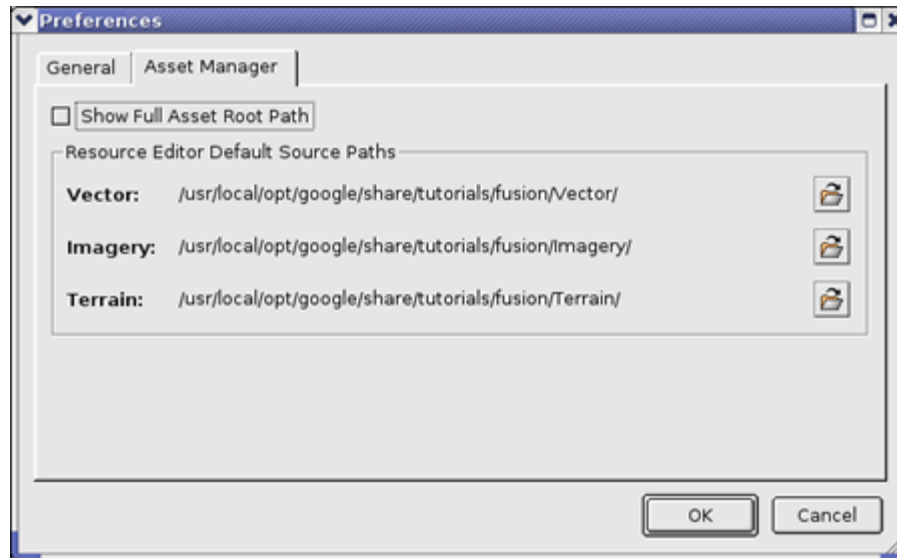 Preferences
General
Asset Manager
Show Full Asset Root Path
Resource Editor Default Source Paths
Vector: /usr/local/opt/google/share/tutorials/fusion/Vector/
Imagery: /usr/local/opt/google/share/tutorials/fusion/Imagery/
Terrain: /usr/local/opt/google/share/tutorials/fusion/Terrain/
OK
Cancel